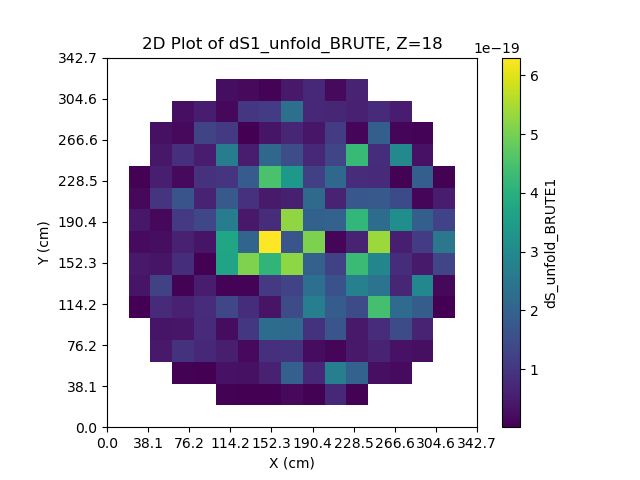 2D Plot of dS1_unfold_BRUTE, Z=18
1e−19
342.7
304.6
266.6
228.5
190.4
152.3
114.2
76.2
38.1
0.0
Y (cm)
0.0 38.1 76.2 114.2 152.3 190.4 228.5 266.6 304.6 342.7
X (cm)
6
5
4
3
2
1
dS_unfold_BRUTE1